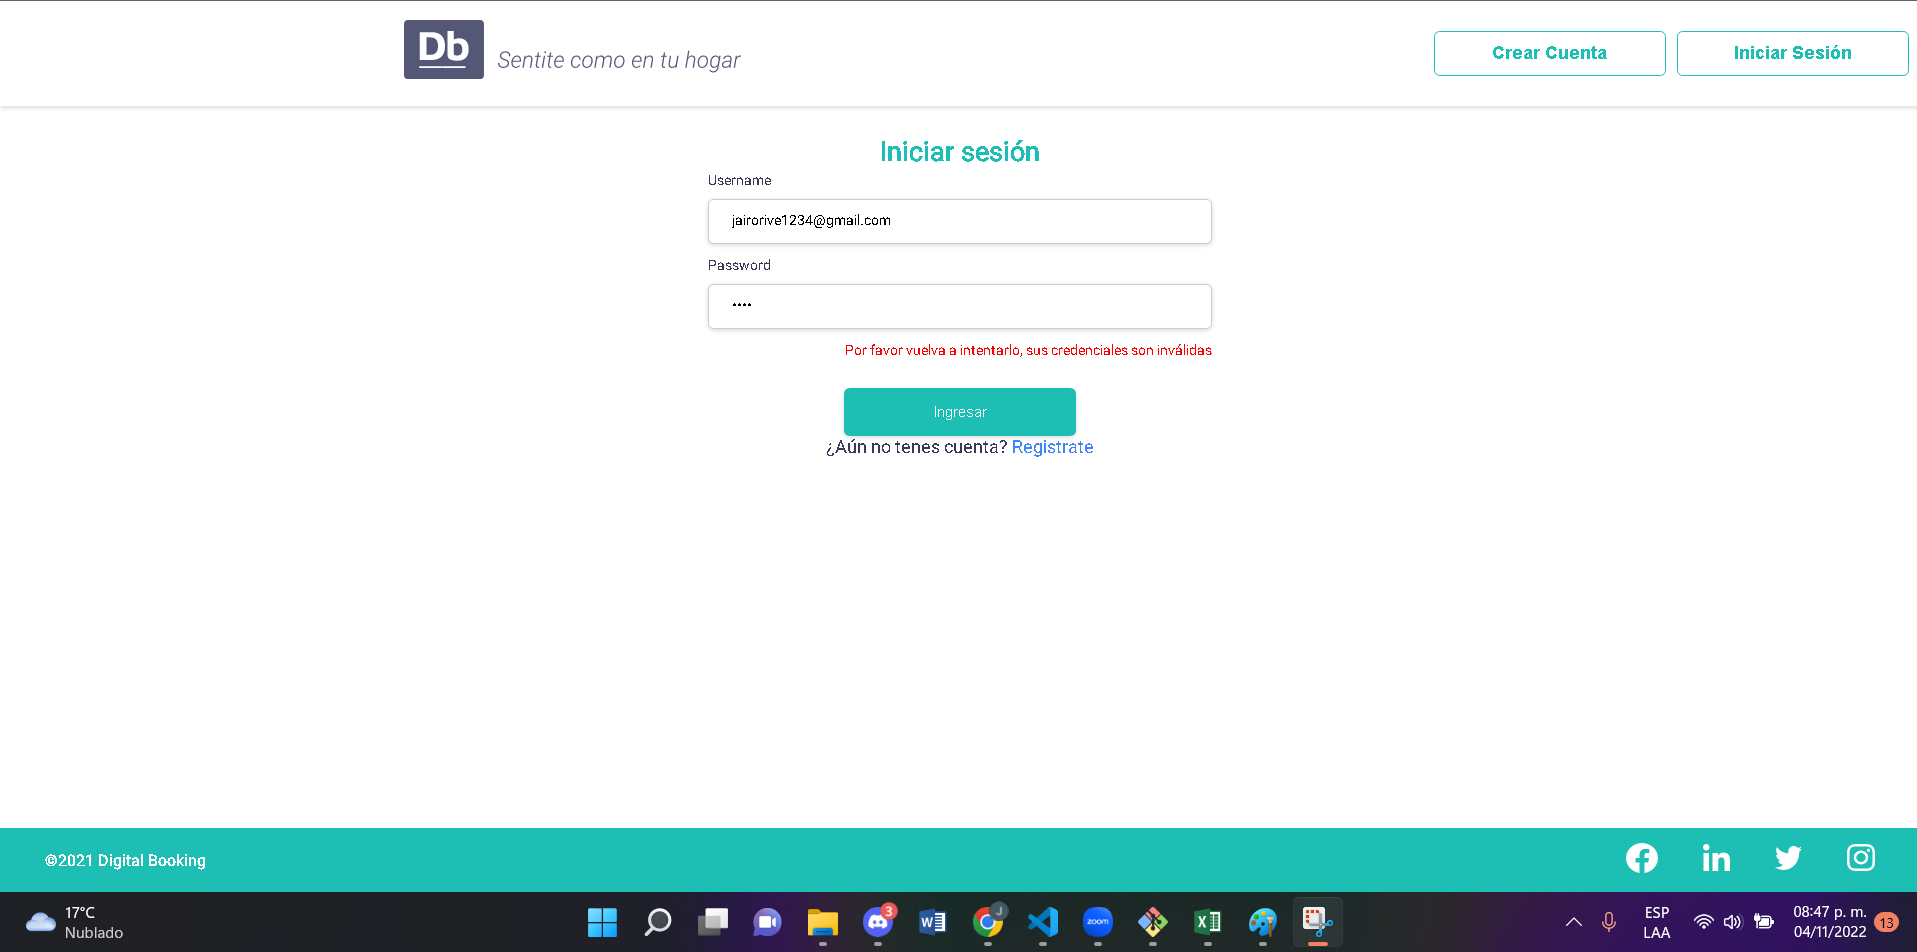 Db
Sentite como en tu hogar
Crear Cuenta
Iniciar Sesión
Iniciar sesión
Username
jairorive1234@gmail.com
Password
••••
Por favor vuelva a intentarlo, sus credenciales son inválidas
Ingresar
¿Aún no tenes cuenta? Registrate
©2021 Digital Booking
17°C
Nublado
3
J
zoom
ESP
LAA
08:47 p. m.
04/11/2022
13